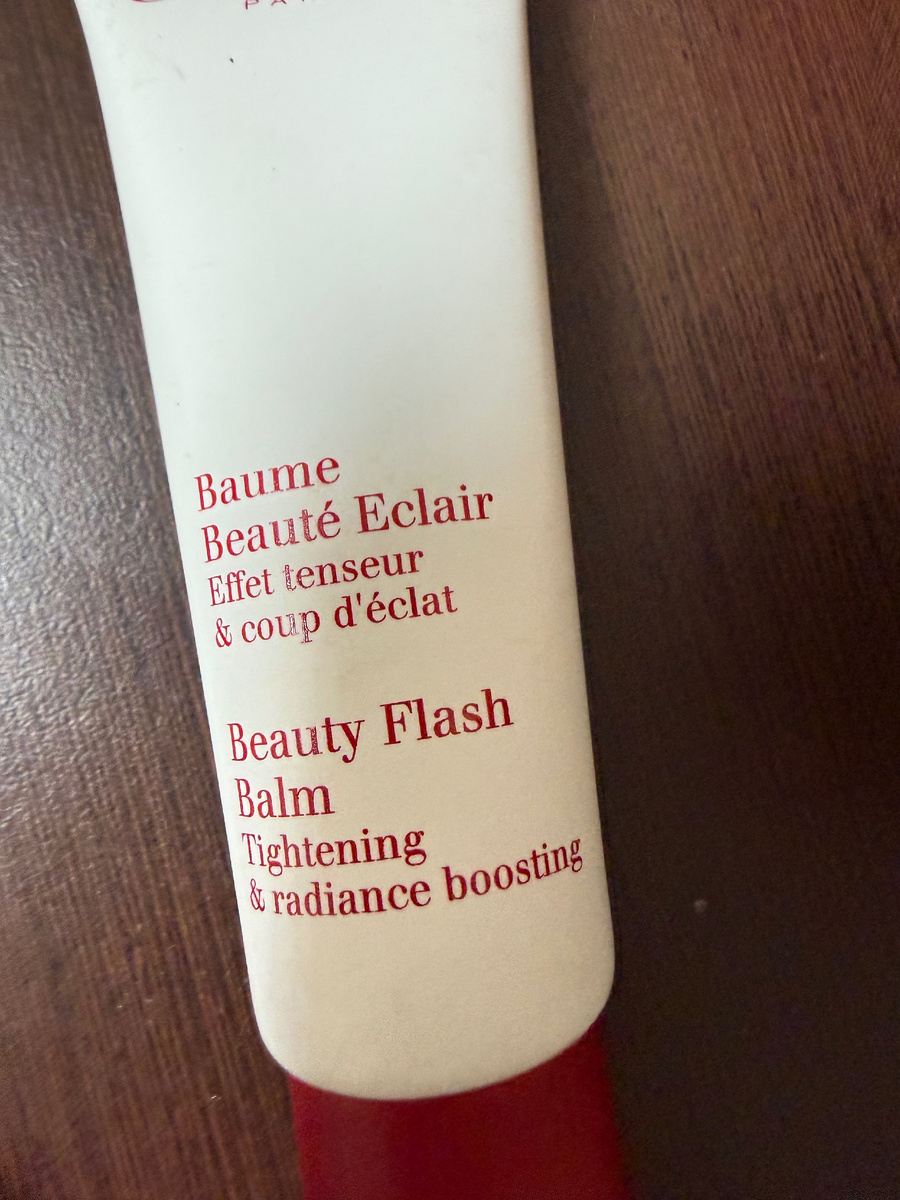 Baume
Beauté Eclair
Effet tenseur
& coup d'éclat
Beauty Flash
Balm
Tightening
& radiance boosting